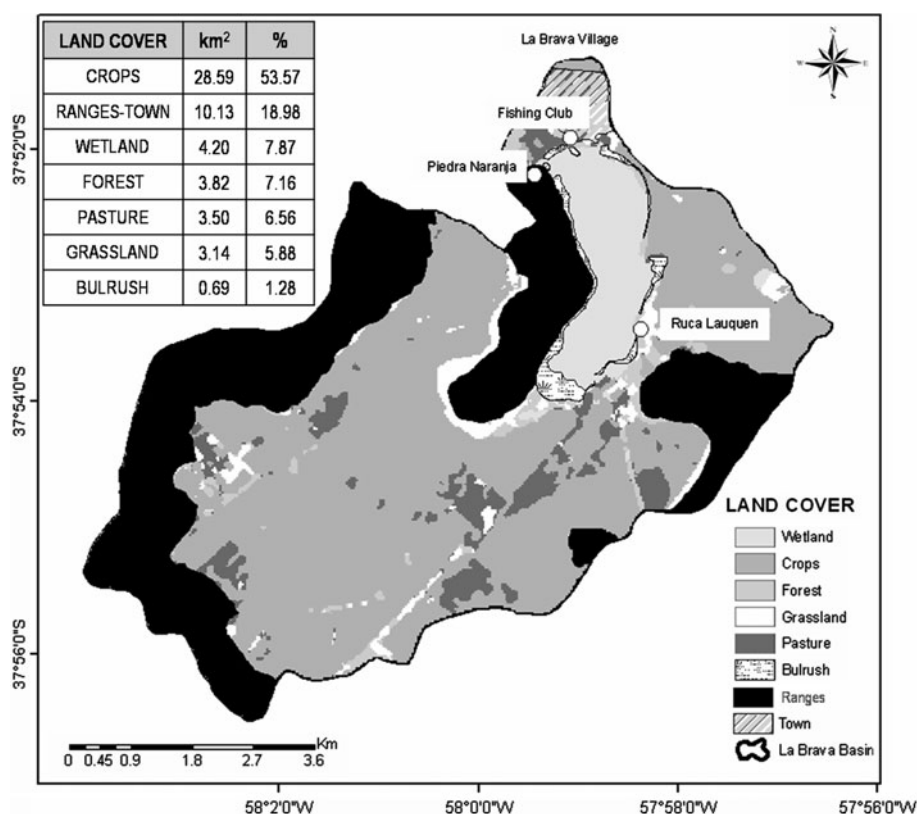 LAND COVER km² %
CROPS 28.59 53.57
RANGES-TOWN 10.13 18.98
WETLAND 4.20 7.87
FOREST 3.82 7.16
PASTURE 3.50 6.56
GRASSLAND 3.14 5.88
BULRUSH 0.69 1.28
La Brava Village
N
W E
S
Fishing Club
Piedra Naranja
Ruca Lauquen
37°52'0"S
37°54'0"S
37°56'0"S
LAND COVER
Wetland
Crops
Forest
Grassland
Pasture
Bulrush
Ranges
Town
La Brava Basin
Km
0 0.45 0.9 1.8 2.7 3.6
58°2'0"W 58°0'0"W 57°58'0"W 57°56'0"W